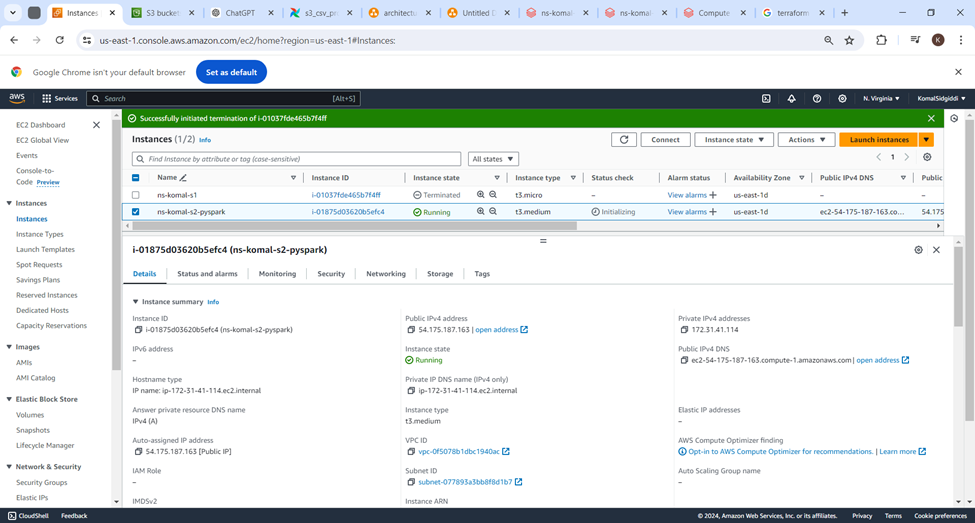 Instances
S3 bucket
ChatGPT
s3_csv_pr
architectu
Untitled D
ns-komal-
ns-komal-
Compute
terraform
us-east-1.console.aws.amazon.com/ec2/home?region=us-east-1#Instances:
K
Google Chrome isn't your default browser
Set as default
aws
Services
Search
[Alt+S]
N. Virginia
KomalSidgiddi
EC2 Dashboard
EC2 Global View
Events
Console-to-
Code Preview
Instances
Instances
Instance Types
Launch Templates
Spot Requests
Savings Plans
Reserved Instances
Dedicated Hosts
Capacity Reservations
Images
AMIs
AMI Catalog
Elastic Block Store
Volumes
Snapshots
Lifecycle Manager
Network & Security
Security Groups
Elastic IPs
Successfully initiated termination of i-01037fde465b7f4ff
Instances (1/2) Info
Connect
Instance state
Actions
Launch instances
Find Instance by attribute or tag (case-sensitive)
All states
1
Name
Instance ID
Instance state
Instance type
Status check
Alarm status
Availability Zone
Public IPv4 DNS
Public
ns-komal-s1
i-01037fde465b7f4ff
Terminated
t3.micro
–
View alarms +
us-east-1d
–
–
ns-komal-s2-pyspark
i-01875d03620b5efc4
Running
t3.medium
Initializing
View alarms +
us-east-1d
ec2-54-175-187-163.co...
54.175
i-01875d03620b5efc4 (ns-komal-s2-pyspark)
Details
Status and alarms
Monitoring
Security
Networking
Storage
Tags
Instance summary Info
Instance ID
i-01875d03620b5efc4 (ns-komal-s2-pyspark)
Public IPv4 address
54.175.187.163 | open address
Private IPv4 addresses
172.31.41.114
IPv6 address
–
Instance state
Running
Public IPv4 DNS
ec2-54-175-187-163.compute-1.amazonaws.com | open address
Hostname type
IP name: ip-172-31-41-114.ec2.internal
Private IP DNS name (IPv4 only)
ip-172-31-41-114.ec2.internal
Answer private resource DNS name
IPv4 (A)
Instance type
t3.medium
Elastic IP addresses
–
Auto-assigned IP address
54.175.187.163 [Public IP]
VPC ID
vpc-0f5078b1dbc1940ac
AWS Compute Optimizer finding
Opt-in to AWS Compute Optimizer for recommendations. | Learn more
IAM Role
–
Subnet ID
subnet-077893a3bb8f8d1b7
Auto Scaling Group name
–
IMDSv2
Instance ARN
CloudShell
Feedback
© 2024, Amazon Web Services, Inc. or its affiliates.
Privacy
Terms
Cookie preferences